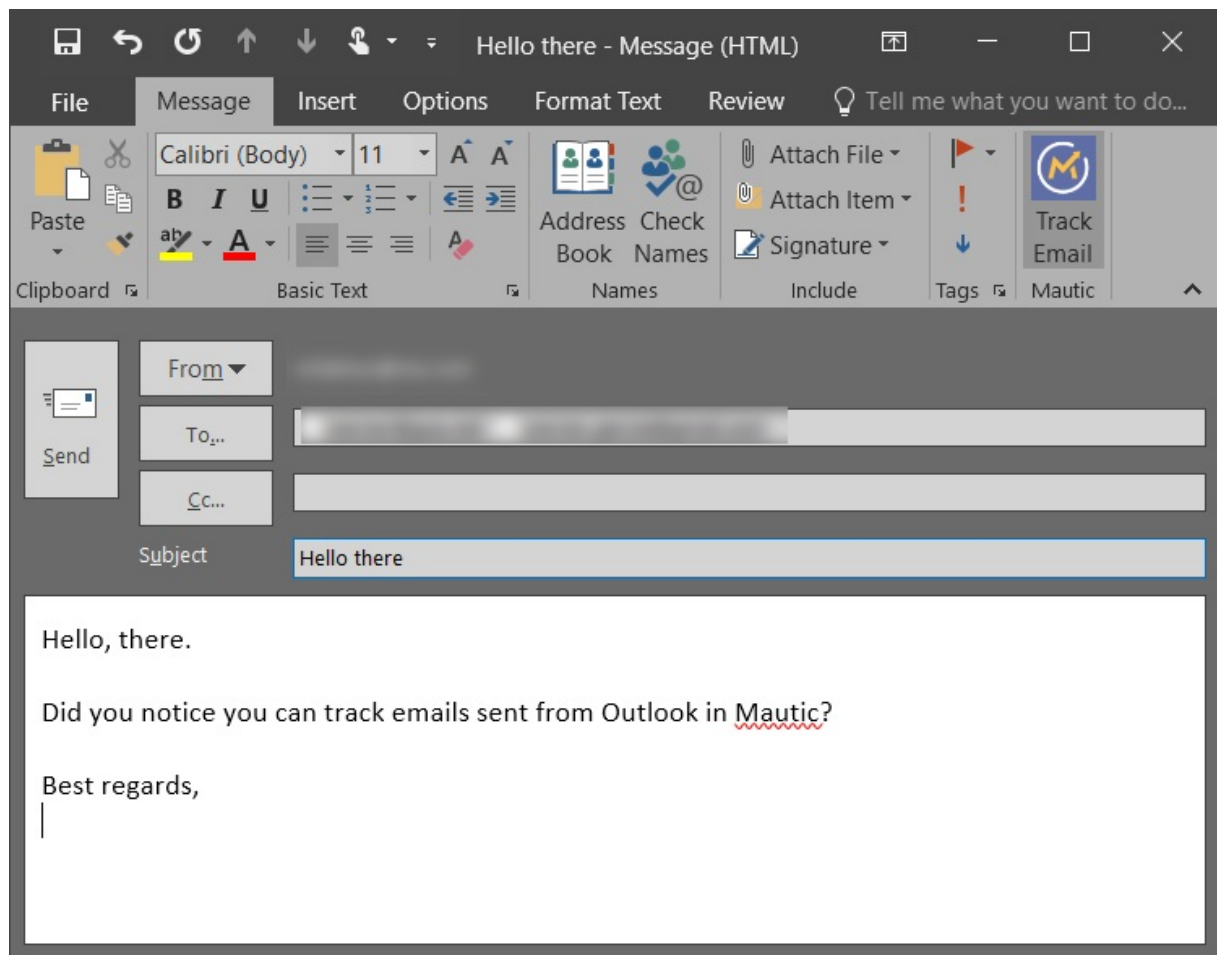 Hello there - Message (HTML)
File Message Insert Options Format Text Review Tell me what you want to do...
Calibri (Body) 11 A A
Attach File
B I U
Attach Item
Paste
Address Check
Track
Book Names
ab A
Signature
Email
Clipboard Basic Text Names Include Tags Mautic
From
To...
Send
Cc...
Subject Hello there
Hello, there.
Did you notice you can track emails sent from Outlook in Mautic?
Best regards,